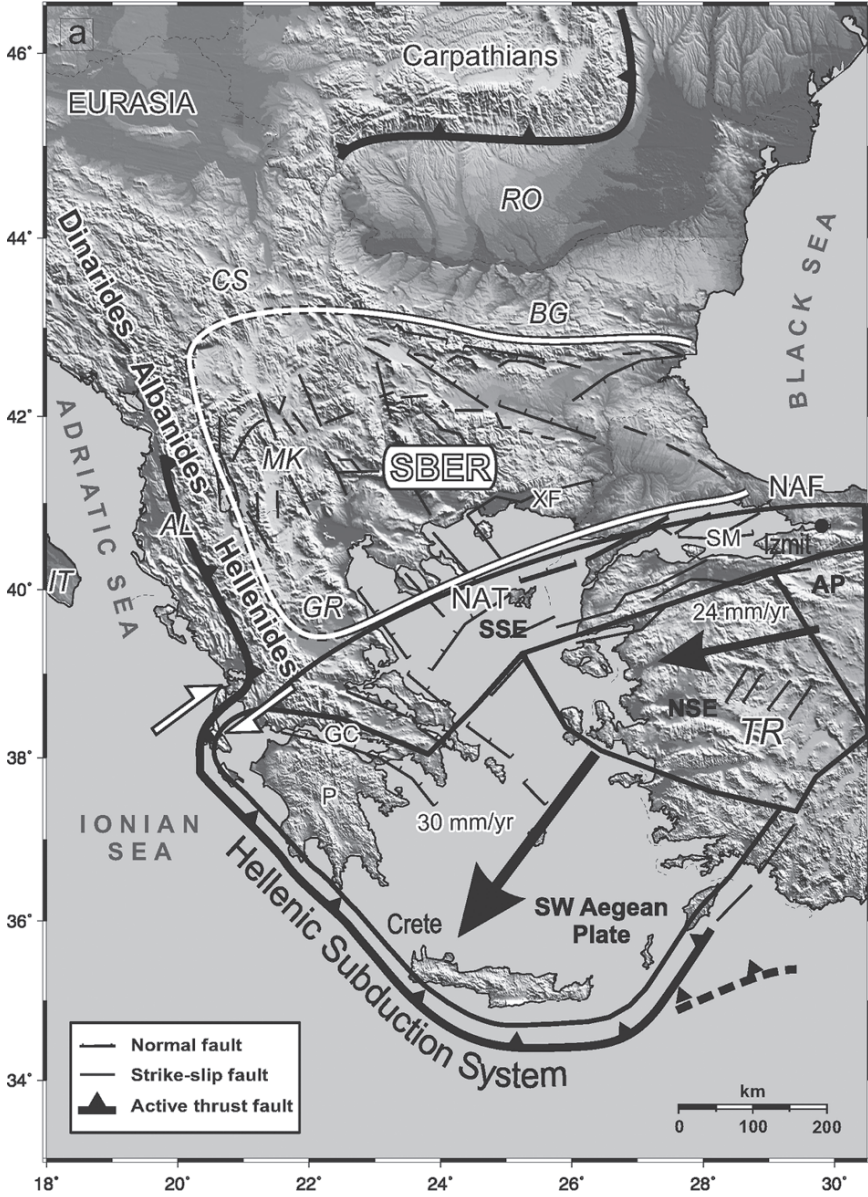 a
46°
Carpathians
EURASIA
RO
44°
Dinarides
CS
BG
BLACK SEA
Albanides
42°
ADRIATIC SEA
MK
SBER
XF
NAF
AL
SM
Izmit
IT
Hellenides
40°
GR
NAT
AP
SSE
24 mm/yr
NSE
TR
GC
38°
P
30 mm/yr
IONIAN
SEA
Hellenic Subduction System
36°
Crete
SW Aegean
Plate
34°
Normal fault
Strike-slip fault
Active thrust fault
km
0 100 200
18° 20° 22° 24° 26° 28° 30°